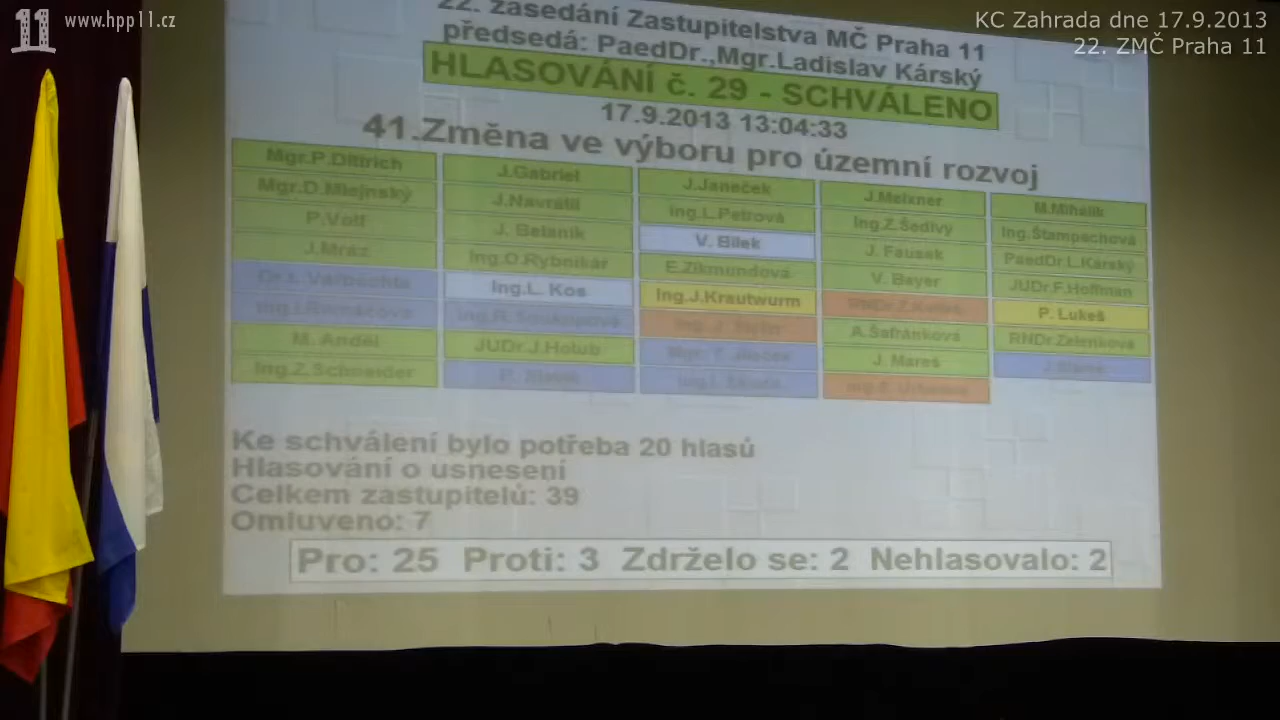 11 www.hpp11.cz
KC Zahrada dne 17.9.2013
22. ZMČ Praha 11
22. zasedání Zastupitelstva MČ Praha 11
předsedá: PaedDr.,Mgr.Ladislav Kárský
HLASOVÁNÍ č. 29 - SCHVÁLENO
17.9.2013 13:04:33
41.Změna ve výboru pro územní rozvoj
Mgr.P.Dittrich J.Gabriel J.Janeček J.Meixner M.Mihálik
Mgr.D.Mlejnský J.Navrátil Ing.L.Petrová Ing.Z.Šedivý Ing.Štampachová
P.Volf J. Betaník V. Bílek J. Fausek PaedDr.L.Kárský
J.Mráz Ing.O.Rybnikář E.Zikmundová V. Beyer JUDr.F.Hoffman
Ing.L. Kos Ing.J.Krautwurm P. Lukeš
A.Šafránková RNDr.Zelenková
M. Anděl JUDr.J.Holub J. Mareš
Ing.Z.Schneider
Ke schválení bylo potřeba 20 hlasů
Hlasování o usnesení
Celkem zastupitelů: 39
Omluveno: 7
Pro: 25 Proti: 3 Zdrželo se: 2 Nehlasovalo: 2